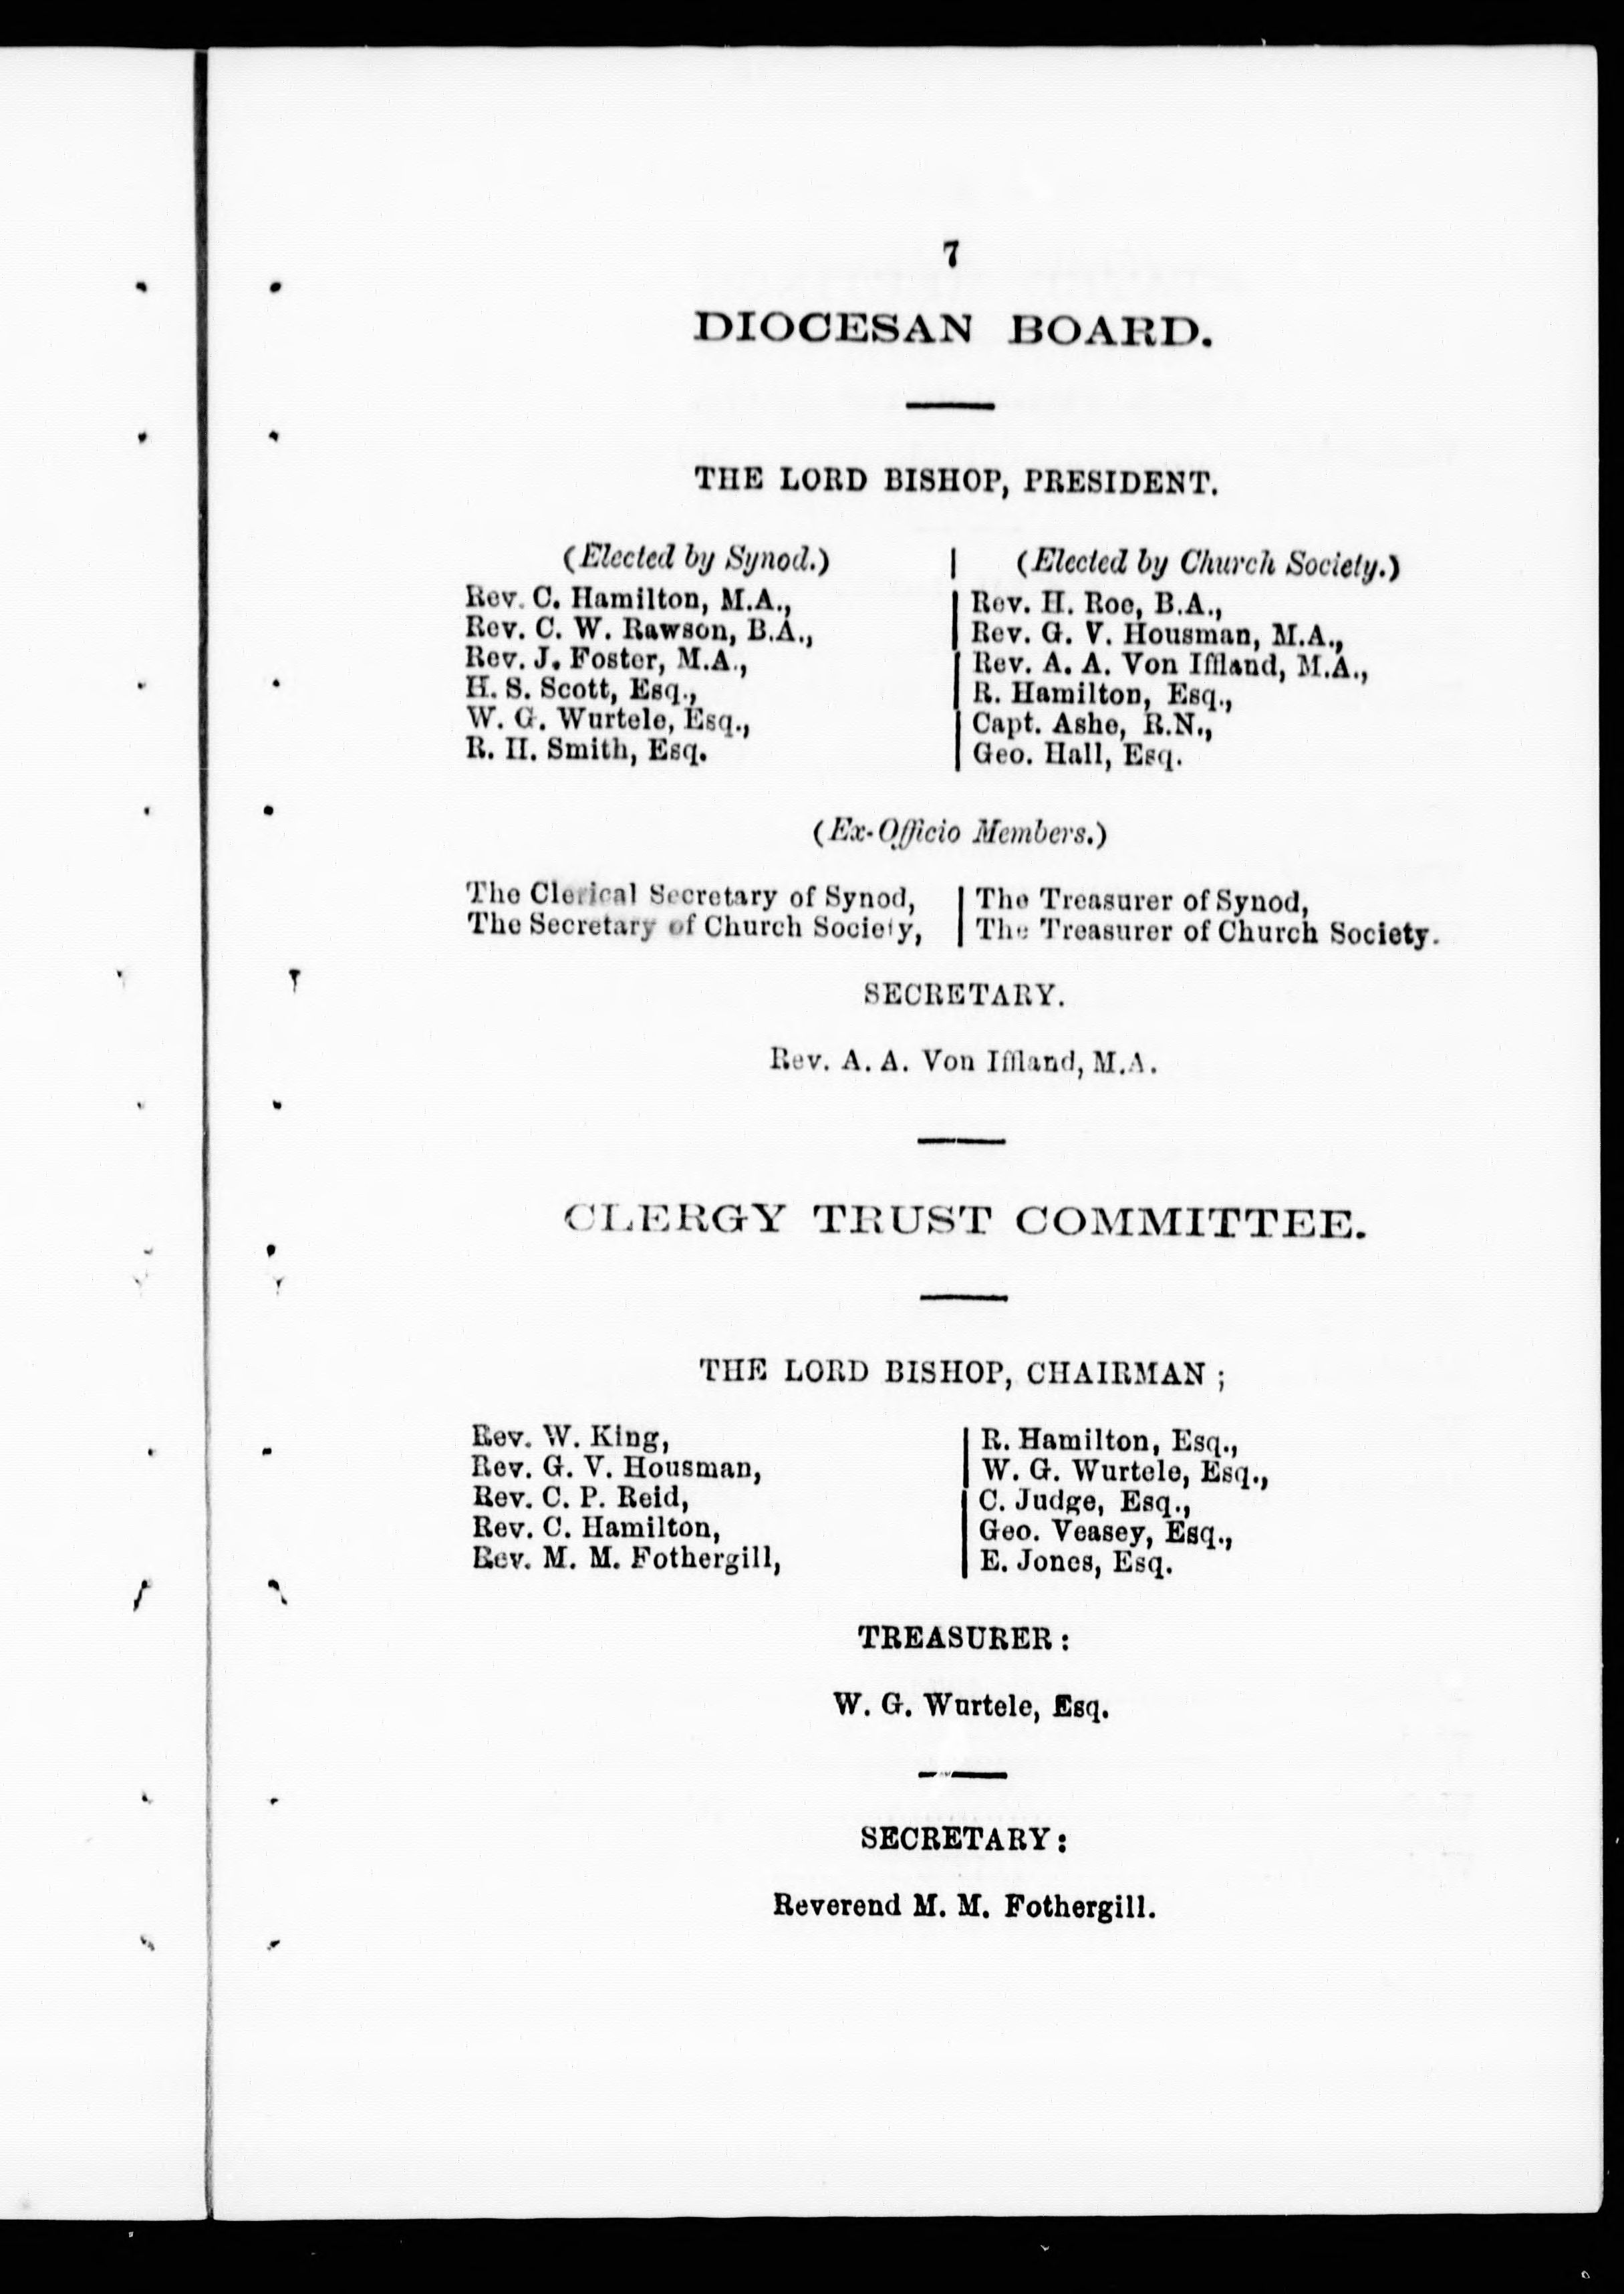 7
DIOCESAN BOARD.
THE LORD BISHOP, PRESIDENT.
(Elected by Synod.)
Rev. C. Hamilton, M.A.,
Rev. C. W. Rawson, B.A.,
Rev. J. Foster, M.A.,
H. S. Scott, Esq.,
W. G. Wurtele, Esq.,
R. H. Smith, Esq.
(Elected by Church Society.)
Rev. H. Roe, B.A.,
Rev. G. V. Housman, M.A.,
Rev. A. A. Von Iffland, M.A.,
R. Hamilton, Esq.,
Capt. Ashe, R.N.,
Geo. Hall, Esq.
(Ex-Officio Members.)
The Clerical Secretary of Synod,
The Secretary of Church Society,
The Treasurer of Synod,
The Treasurer of Church Society.
SECRETARY.
Rev. A. A. Von Iffland, M.A.
CLERGY TRUST COMMITTEE.
THE LORD BISHOP, CHAIRMAN ;
Rev. W. King,
Rev. G. V. Housman,
Rev. C. P. Reid,
Rev. C. Hamilton,
Rev. M. M. Fothergill,
R. Hamilton, Esq.,
W. G. Wurtele, Esq.,
C. Judge, Esq.,
Geo. Veasey, Esq.,
E. Jones, Esq.
TREASURER :
W. G. Wurtele, Esq.
SECRETARY :
Reverend M. M. Fothergill.